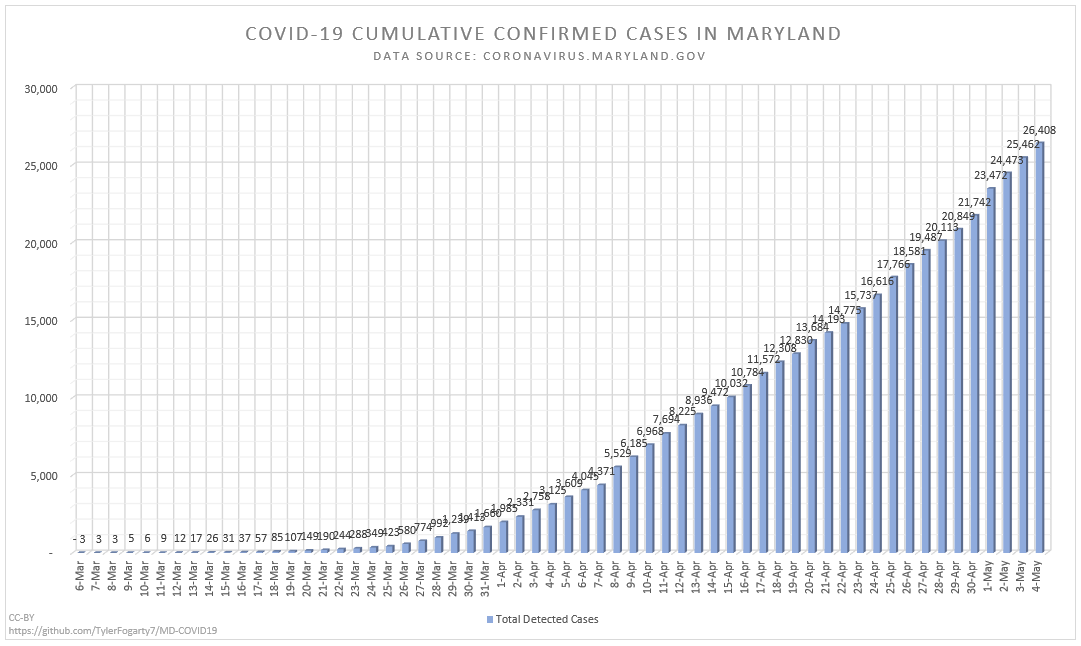 COVID-19 CUMULATIVE CONFIRMED CASES IN MARYLAND
DATA SOURCE: CORONAVIRUS.MARYLAND.GOV
30,000
25,000
20,000
15,000
10,000
5,000
-
3 3 3 5 6 9 12 17 26 31 37 57 85 107 149 190 244 288 349 423 580 774 992 1,239 1,413 1,660 1,985 2,331 2,758 3,125 3,609 4,045 4,371 5,529 6,185 6,968 7,694 8,225 8,936 9,472 10,032 10,784 11,572 12,308 12,830 13,684 14,193 14,775 15,737 16,616 17,766 18,581 19,487 20,113 20,849 21,742 23,472 24,473 25,462 26,408
6-Mar 7-Mar 8-Mar 9-Mar 10-Mar 11-Mar 12-Mar 13-Mar 14-Mar 15-Mar 16-Mar 17-Mar 18-Mar 19-Mar 20-Mar 21-Mar 22-Mar 23-Mar 24-Mar 25-Mar 26-Mar 27-Mar 28-Mar 29-Mar 30-Mar 31-Mar 1-Apr 2-Apr 3-Apr 4-Apr 5-Apr 6-Apr 7-Apr 8-Apr 9-Apr 10-Apr 11-Apr 12-Apr 13-Apr 14-Apr 15-Apr 16-Apr 17-Apr 18-Apr 19-Apr 20-Apr 21-Apr 22-Apr 23-Apr 24-Apr 25-Apr 26-Apr 27-Apr 28-Apr 29-Apr 30-Apr 1-May 2-May 3-May 4-May
Total Detected Cases
CC-BY
https://github.com/TylerFogarty7/MD-COVID19